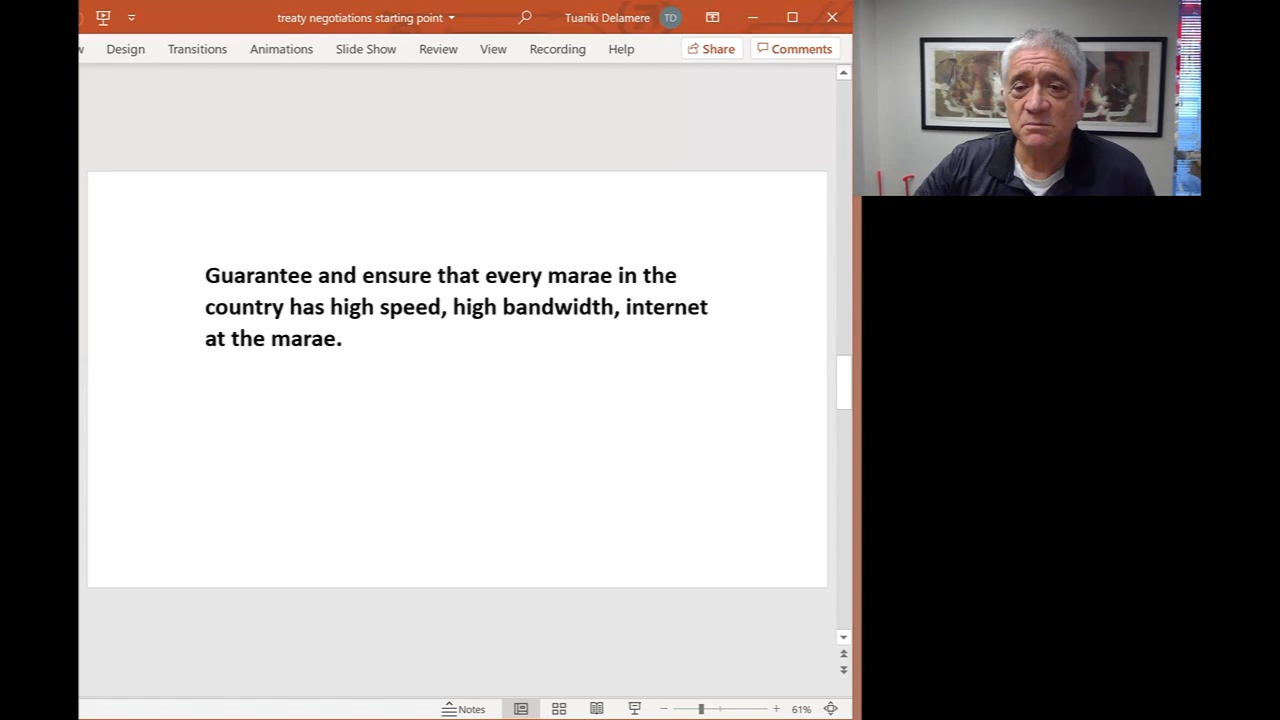 treaty negotiations starting point
Tuariki Delamere
TD
Design
Transitions
Animations
Slide Show
Review
View
Recording
Help
Share
Comments
Guarantee and ensure that every marae in the
country has high speed, high bandwidth, internet
at the marae.
Notes
61%